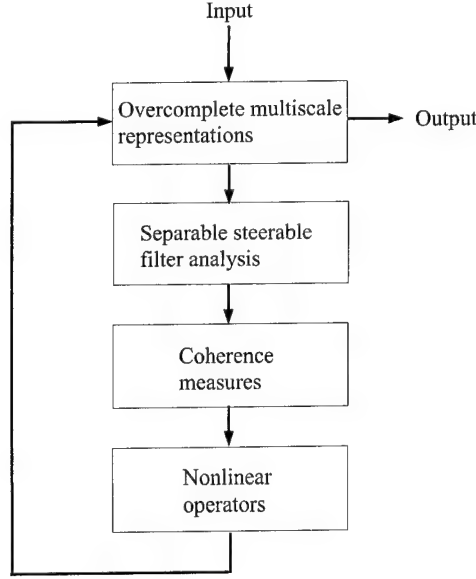 Input
Overcomplete multiscale
representations
Output
Separable steerable
filter analysis
Coherence
measures
Nonlinear
operators